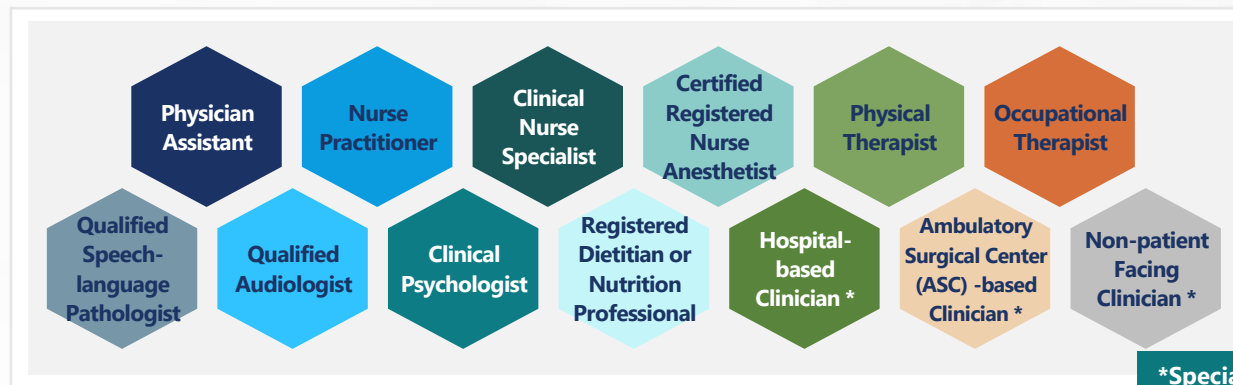 Physician
Assistant
Nurse
Practitioner
Clinical
Nurse
Specialist
Certified
Registered
Nurse
Anesthetist
Physical
Therapist
Occupational
Therapist
Qualified
Speech-
language
Pathologist
Qualified
Audiologist
Clinical
Psychologist
Registered
Dietitian or
Nutrition
Professional
Hospital-
based
Clinician *
Ambulatory
Surgical Center
(ASC) -based
Clinician *
Non-patient
Facing
Clinician *
*Specia